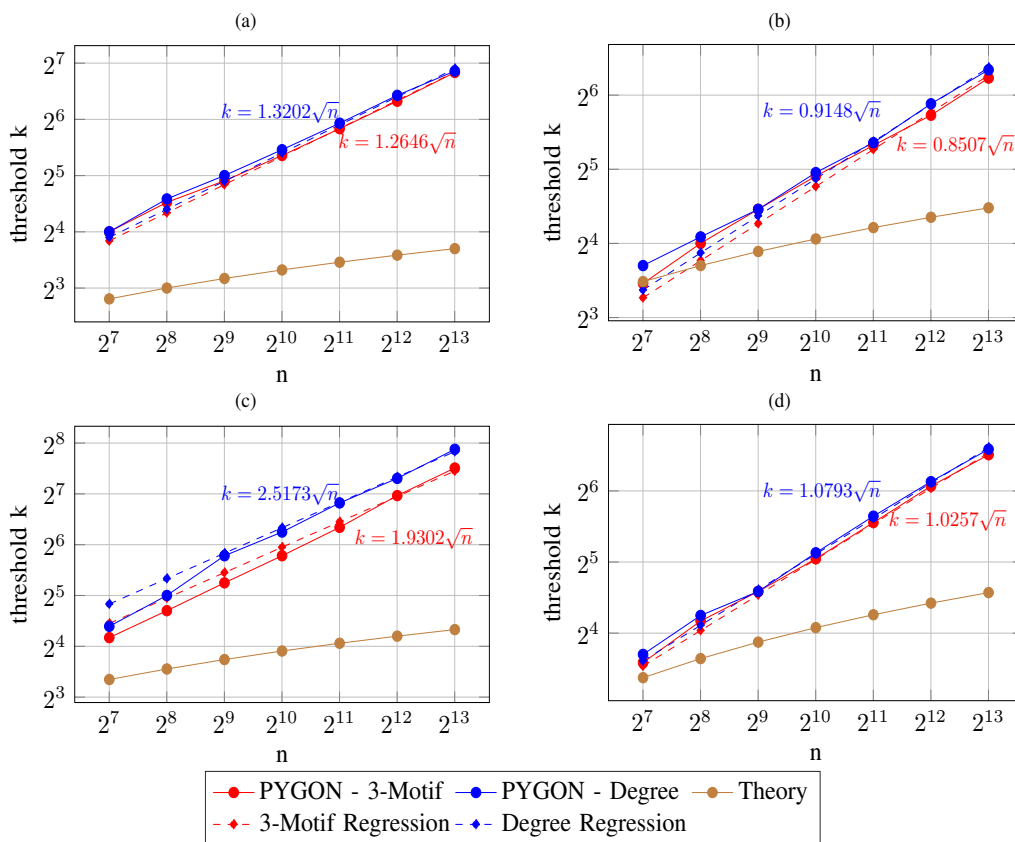 (a)
2^7
2^6
2^5
2^4
2^3
threshold k
k = 1.3202√n
k = 1.2646√n
2^7 2^8 2^9 2^10 2^11 2^12 2^13
n
(b)
2^6
2^5
2^4
2^3
threshold k
k = 0.9148√n
k = 0.8507√n
2^7 2^8 2^9 2^10 2^11 2^12 2^13
n
(c)
2^8
2^7
2^6
2^5
2^4
2^3
threshold k
k = 2.5173√n
k = 1.9302√n
2^7 2^8 2^9 2^10 2^11 2^12 2^13
n
(d)
2^6
2^5
2^4
threshold k
k = 1.0793√n
k = 1.0257√n
2^7 2^8 2^9 2^10 2^11 2^12 2^13
n
PYGON - 3-Motif PYGON - Degree Theory
3-Motif Regression Degree Regression